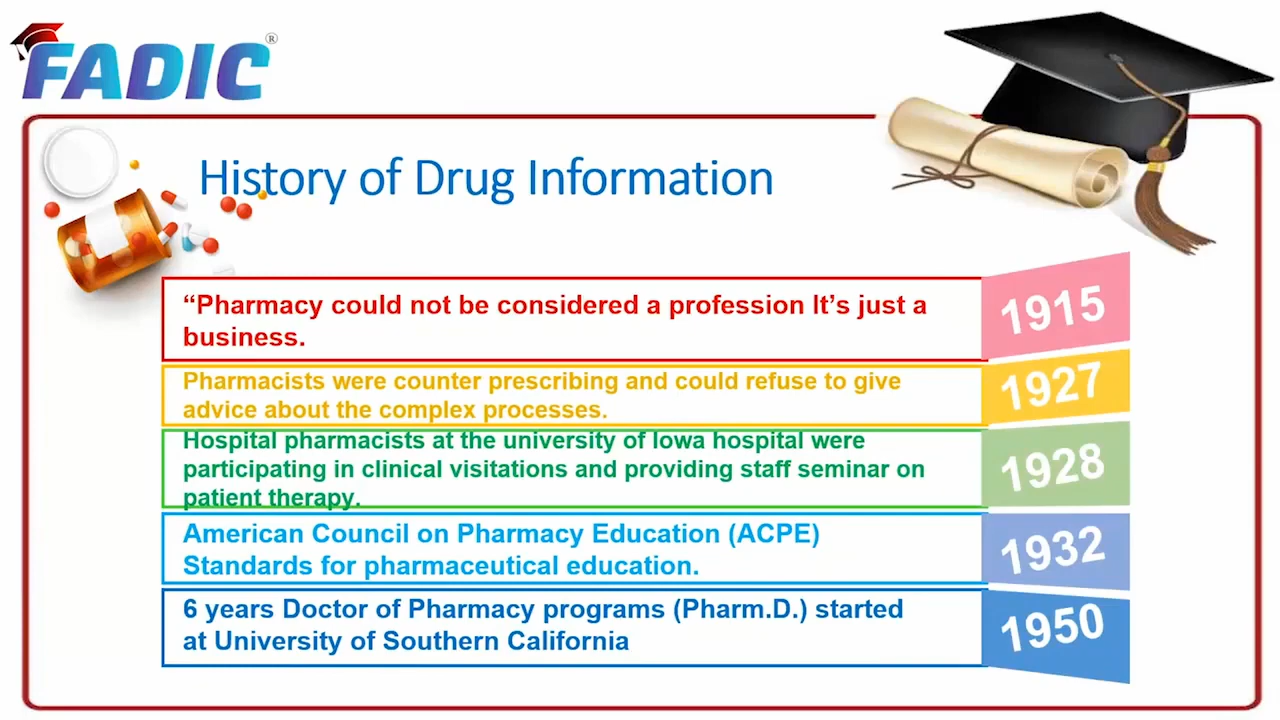 FADIC®
History of Drug Information
“Pharmacy could not be considered a profession It’s just a
business.
1915
Pharmacists were counter prescribing and could refuse to give
advice about the complex processes.
1927
Hospital pharmacists at the university of Iowa hospital were
participating in clinical visitations and providing staff seminar on
patient therapy.
1928
American Council on Pharmacy Education (ACPE)
Standards for pharmaceutical education.
1932
6 years Doctor of Pharmacy programs (Pharm.D.) started
at University of Southern California
1950